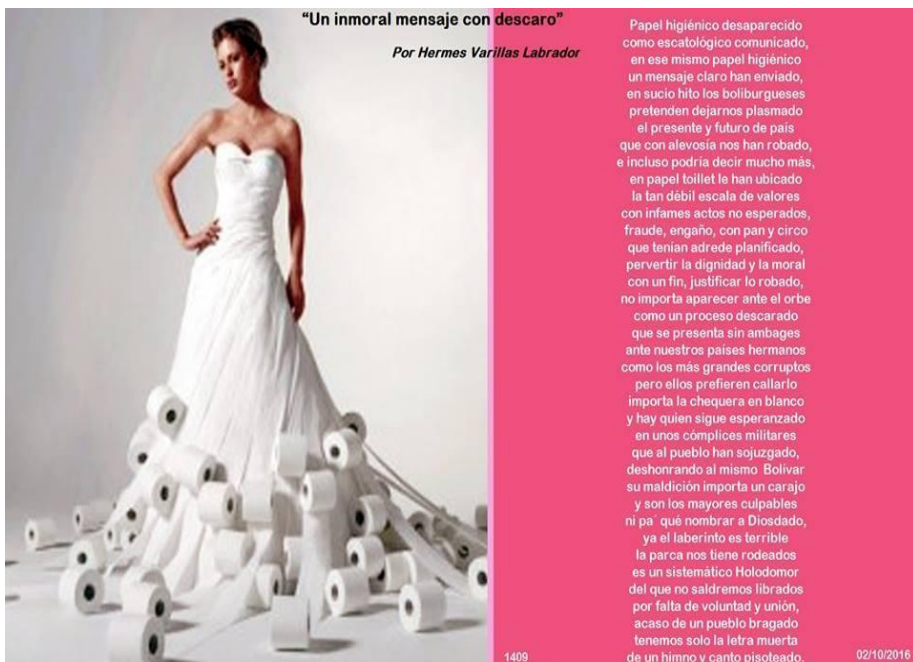 “Un inmoral mensaje con descaro”
Por Hermes Varillas Labrador
Papel higiénico desaparecido
como escatológico comunicado,
en ese mismo papel higiénico
un mensaje claro han enviado,
en sucio hito los boliburgueses
pretenden dejarnos plasmado
el presente y futuro de país
que con alevosía nos han robado,
e incluso podría decir mucho más,
en papel toillet le han ubicado
la tan débil escala de valores
con infames actos no esperados,
fraude, engaño, con pan y circo
que tenían adrede planificado,
pervertir la dignidad y la moral
con un fin, justificar lo robado,
no importa aparecer ante el orbe
como un proceso descarado
que se presenta sin ambages
ante nuestros países hermanos
como los más grandes corruptos
pero ellos prefieren callarlo
importa la chequera en blanco
y hay quien sigue esperanzado
en unos cómplices militares
que al pueblo han sojuzgado,
deshonrando al mismo Bolívar
su maldición importa un carajo
y son los mayores culpables
ni pa´ qué nombrar a Diosdado,
ya el laberinto es terrible
la parca nos tiene rodeados
es un sistemático Holodomor
del que no saldremos librados
por falta de voluntad y unión,
acaso de un pueblo bragado
tenemos solo la letra muerta
de un himno y canto pisoteado.
1409
02/10/2016